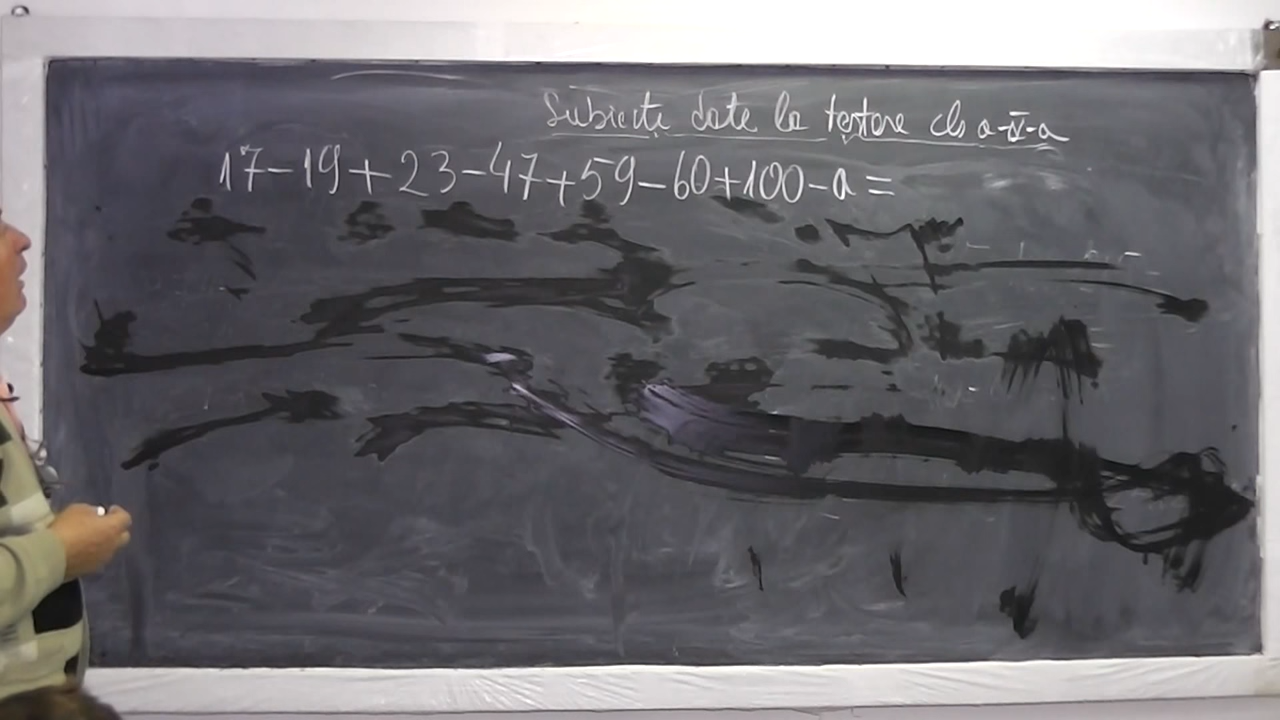 Subiecte date la testare cls a-V-a
17-19+23-47+59-60+100-a=